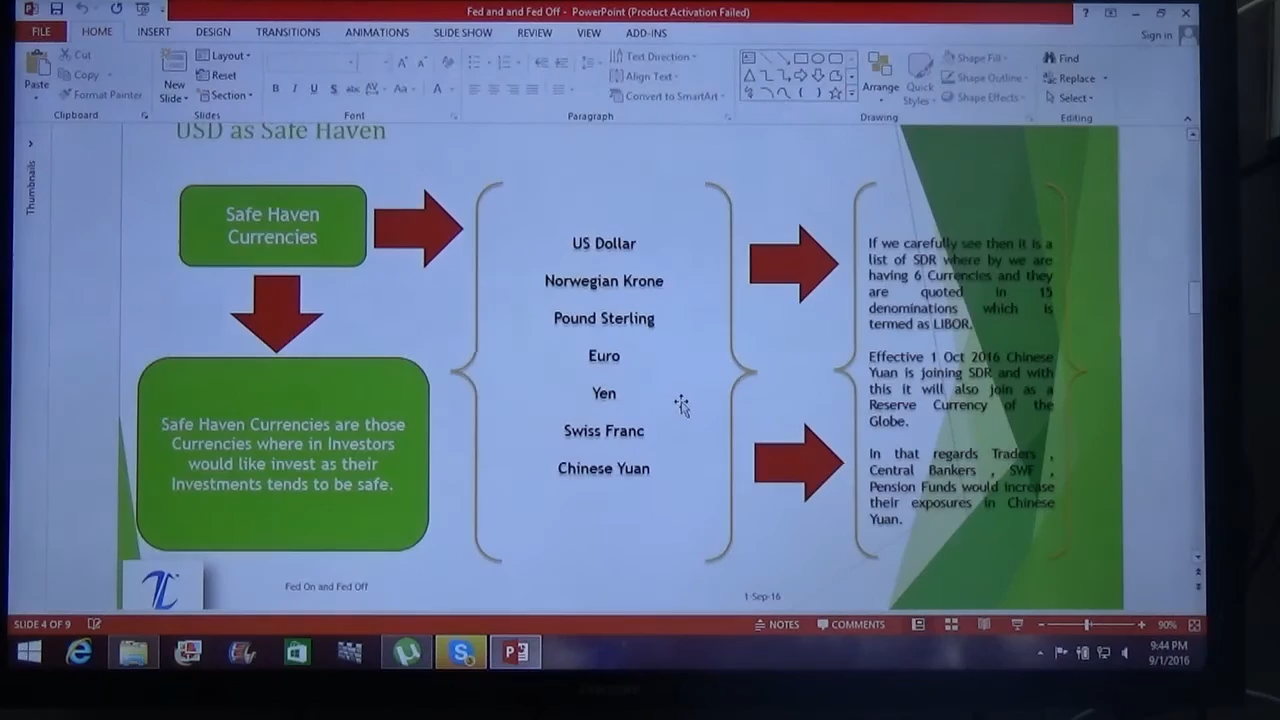 Fed and and Fed Off - PowerPoint (Product Activation Failed)
FILE HOME INSERT DESIGN TRANSITIONS ANIMATIONS SLIDE SHOW REVIEW VIEW ADD-INS Sign in
Cut
Copy
Format Painter
Paste
Clipboard
New
Slide
Layout
Reset
Section
Slides
B I U S abc AV Aa A
Font
Text Direction
Align Text
Convert to SmartArt
Paragraph
Arrange
Quick
Styles
Shape Fill
Shape Outline
Shape Effects
Drawing
Find
Replace
Select
Editing
Thumbnails
USD as Safe Haven
Safe Haven
Currencies
Safe Haven Currencies are those
Currencies where in Investors
would like invest as their
Investments tends to be safe.
US Dollar
Norwegian Krone
Pound Sterling
Euro
Yen
Swiss Franc
Chinese Yuan
If we carefully see then it is a
list of SDR where by we are
having 6 Currencies and they
are quoted in 15
denominations which is
termed as LIBOR.
Effective 1 Oct 2016 Chinese
Yuan is joining SDR and with
this it will also join as a
Reserve Currency of the
Globe.
In that regards Traders ,
Central Bankers , SWF ,
Pension Funds would increase
their exposures in Chinese
Yuan.
Fed On and Fed Off
1-Sep-16
SLIDE 4 OF 9
NOTES COMMENTS 90%
9:44 PM
9/1/2016